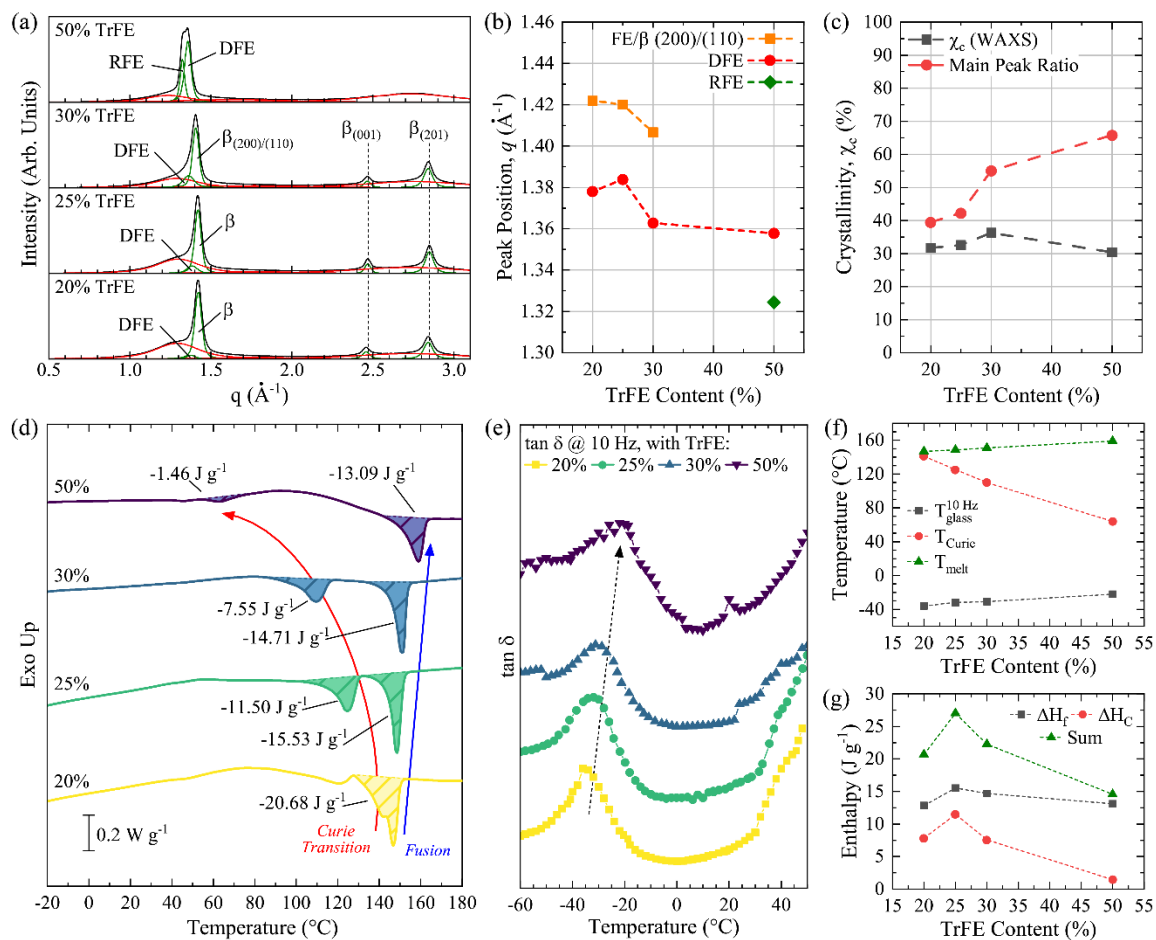 (a)
50% TrFE
RFE
DFE
30% TrFE
DFE
β(200)/(110)
β(001)
β(201)
25% TrFE
DFE
β
20% TrFE
DFE
β
Intensity (Arb. Units)
0.5 1.0 1.5 2.0 2.5 3.0
q (Å-1)
(b)
FE/β (200)/(110)
DFE
RFE
Peak Position, q (Å-1)
1.46
1.44
1.42
1.40
1.38
1.36
1.34
1.32
1.30
20 30 40 50
TrFE Content (%)
(c)
χc (WAXS)
Main Peak Ratio
Crystallinity, χc (%)
100
90
80
70
60
50
40
30
20
10
0
20 30 40 50
TrFE Content (%)
(d)
50%
-1.46 J g-1
-13.09 J g-1
30%
-7.55 J g-1
-14.71 J g-1
25%
-11.50 J g-1
-15.53 J g-1
20%
-20.68 J g-1
0.2 W g-1
Curie
Transition
Fusion
Exo Up
-20 0 20 40 60 80 100 120 140 160 180
Temperature (°C)
(e)
tan δ @ 10 Hz, with TrFE:
20% 25% 30% 50%
tan δ
-60 -40 -20 0 20 40
Temperature (°C)
(f)
160
120
80
40
0
-40
Temperature (°C)
T10 Hz glass
TCurie
Tmelt
15 20 25 30 35 40 45 50 55
TrFE Content (%)
(g)
ΔHf ΔHC
Sum
Enthalpy (J g-1)
30
25
20
15
10
5
0
15 20 25 30 35 40 45 50 55
TrFE Content (%)